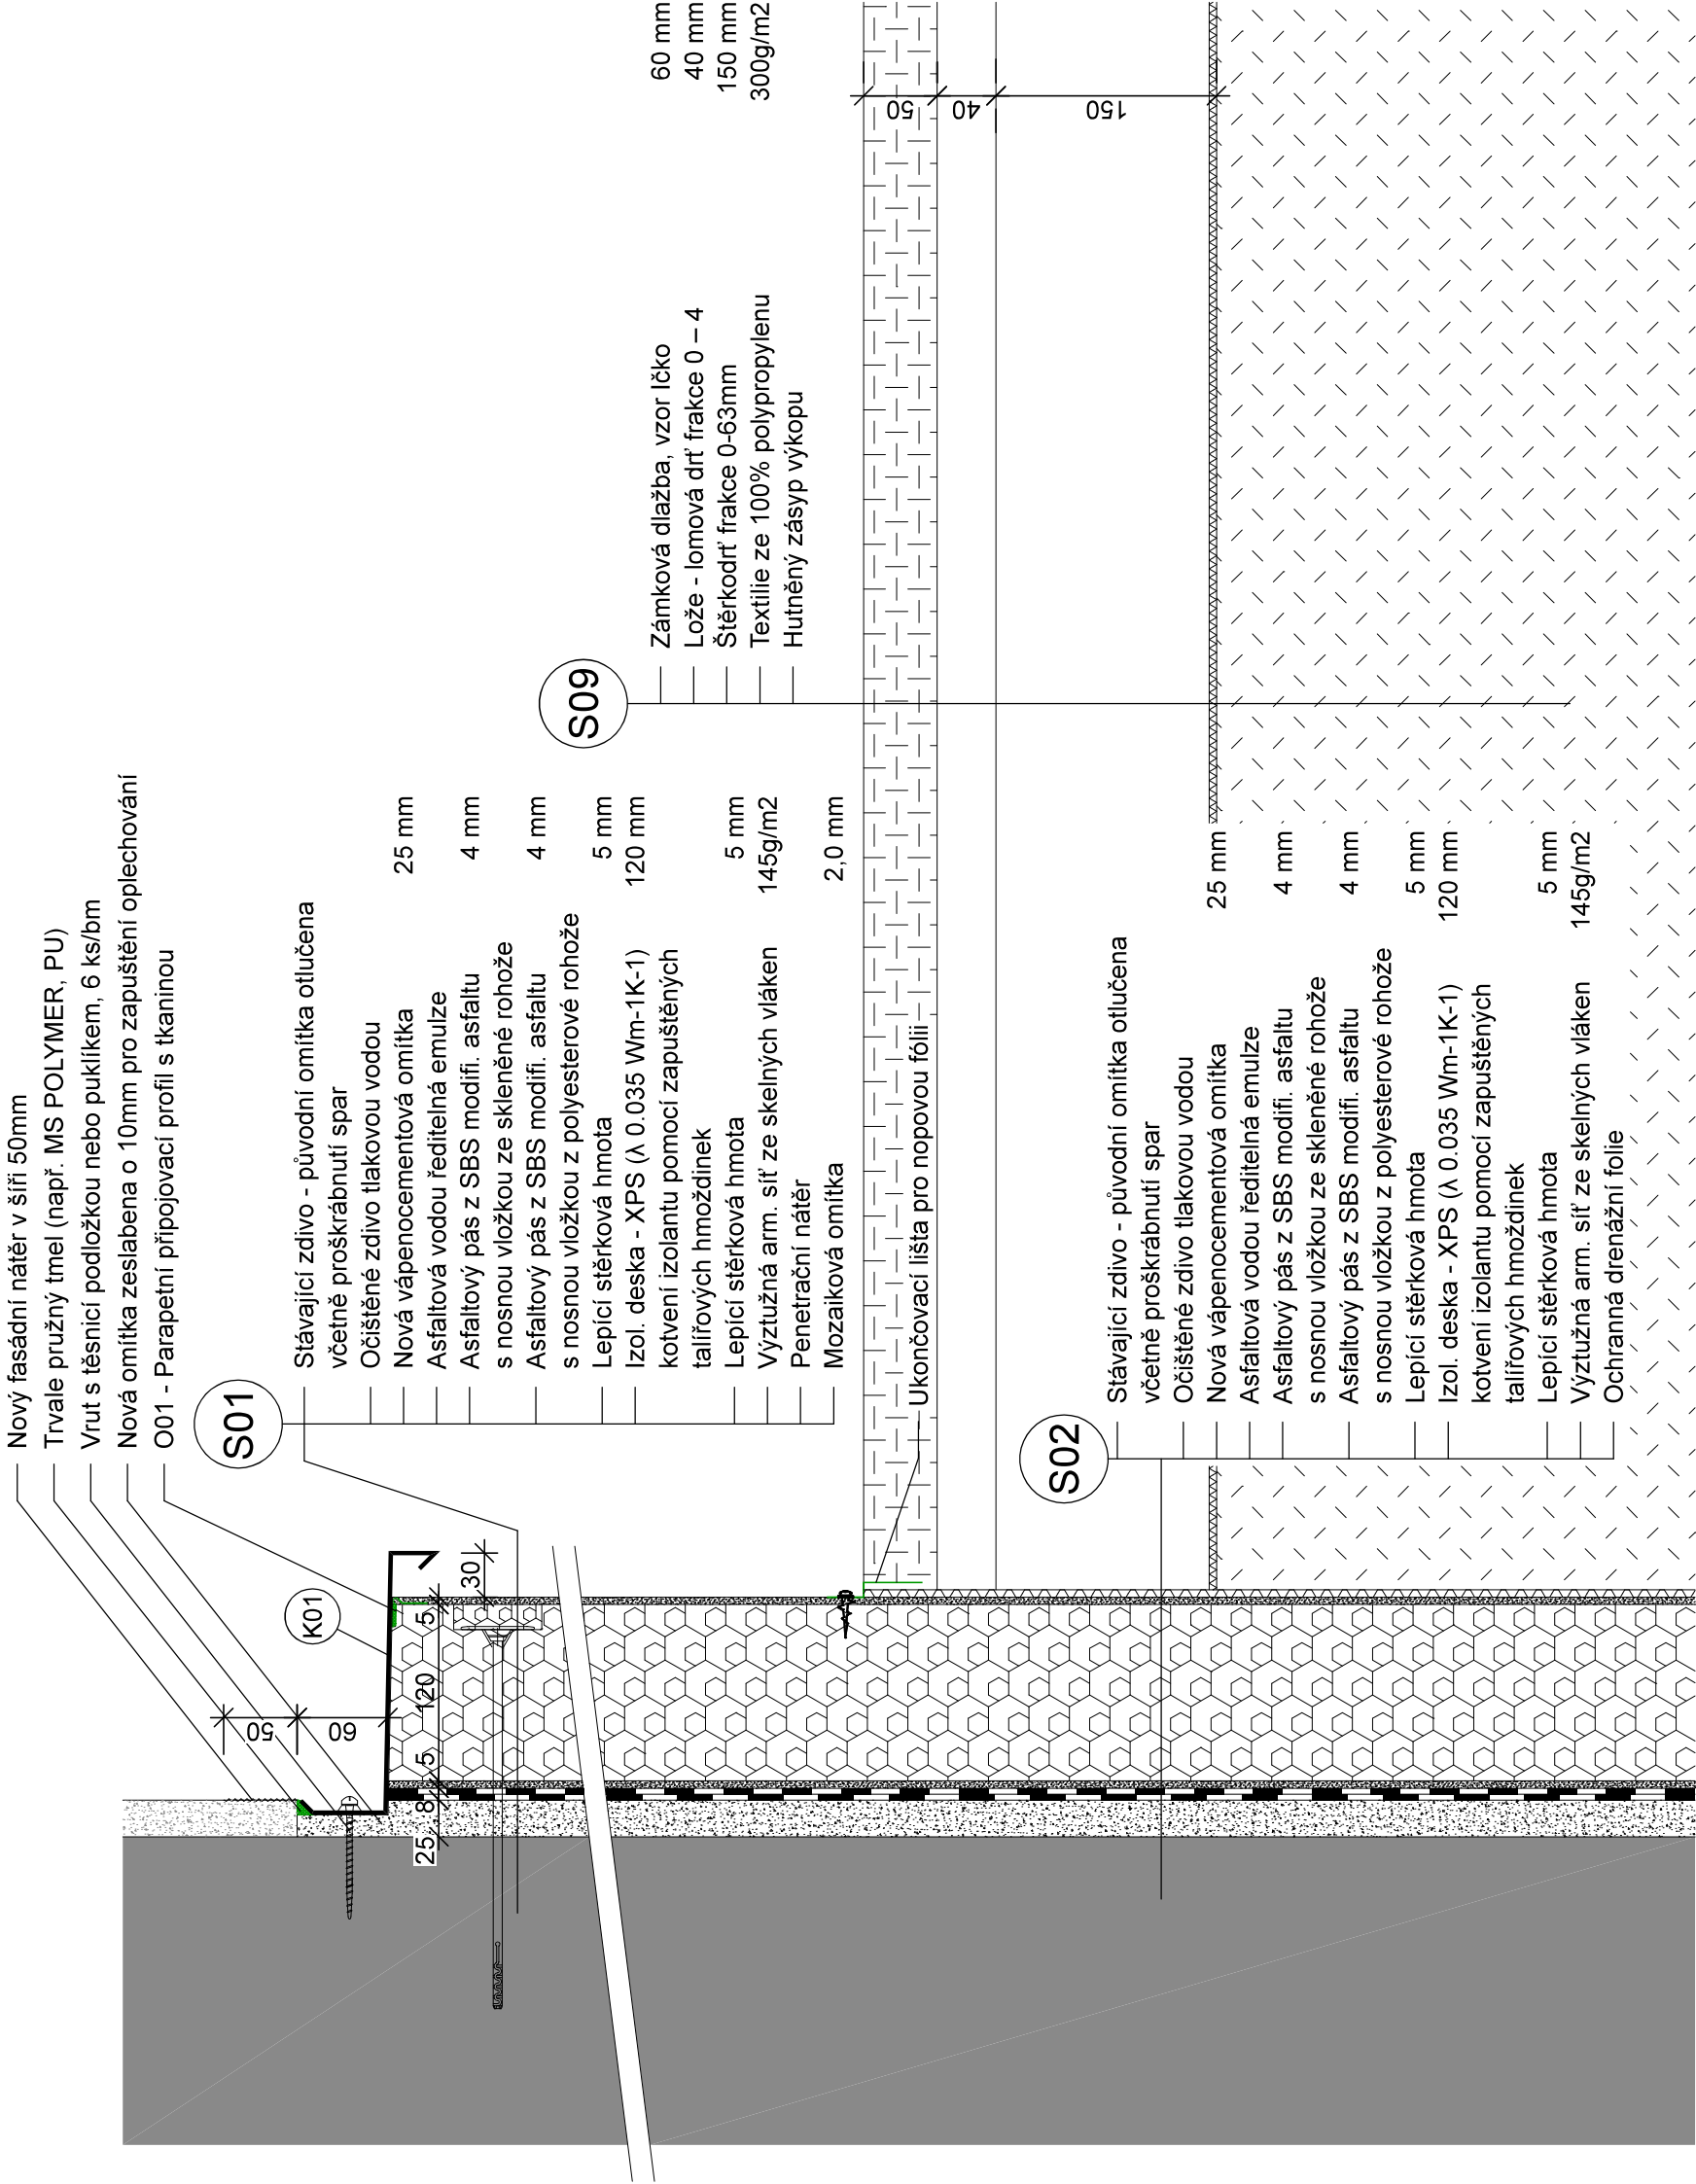 Nový fasádní nátěr v šíři 50mm
Trvale pružný tmel (např. MS POLYMER, PU)
Vrut s těsnicí podložkou nebo puklíkem, 6 ks/bm
Nová omítka zeslabena o 10mm pro zapuštění oplechování
O01 - Parapetní připojovací profil s tkaninou
K01
50
60
25
8
5
120
5
30
S01
Stávající zdivo - původní omítka otlučena
včetně proškrábnutí spar
Očištěné zdivo tlakovou vodou
Nová vápenocementová omítka 25 mm
Asfaltová vodou ředitelná emulze
Asfaltový pás z SBS modifi. asfaltu 4 mm
s nosnou vložkou ze skleněné rohože
Asfaltový pás z SBS modifi. asfaltu 4 mm
s nosnou vložkou z polyesterové rohože
Lepící stěrková hmota 5 mm
Izol. deska - XPS (λ 0.035 Wm-1K-1) 120 mm
kotvení izolantu pomocí zapuštěných
talířových hmoždinek
Lepící stěrková hmota 5 mm
Výztužná arm. síť ze skelných vláken 145g/m2
Penetrační nátěr
Mozaiková omítka 2,0 mm
S09
Zámková dlažba, vzor Íčko 60 mm
Lože - lomová drť frakce 0 – 4 40 mm
Štěrkodrť frakce 0-63mm 150 mm
Textilie ze 100% polypropylenu 300g/m2
Hutněný zásyp výkopu
50
40
150
Ukončovací lišta pro nopovou fólii
S02
Stávající zdivo - původní omítka otlučena
včetně proškrábnutí spar
Očištěné zdivo tlakovou vodou
Nová vápenocementová omítka 25 mm
Asfaltová vodou ředitelná emulze
Asfaltový pás z SBS modifi. asfaltu 4 mm
s nosnou vložkou ze skleněné rohože
Asfaltový pás z SBS modifi. asfaltu 4 mm
s nosnou vložkou z polyesterové rohože
Lepící stěrková hmota 5 mm
Izol. deska - XPS (λ 0.035 Wm-1K-1) 120 mm
kotvení izolantu pomocí zapuštěných
talířových hmoždinek
Lepící stěrková hmota 5 mm
Výztužná arm. síť ze skelných vláken 145g/m2
Ochranná drenážní folie